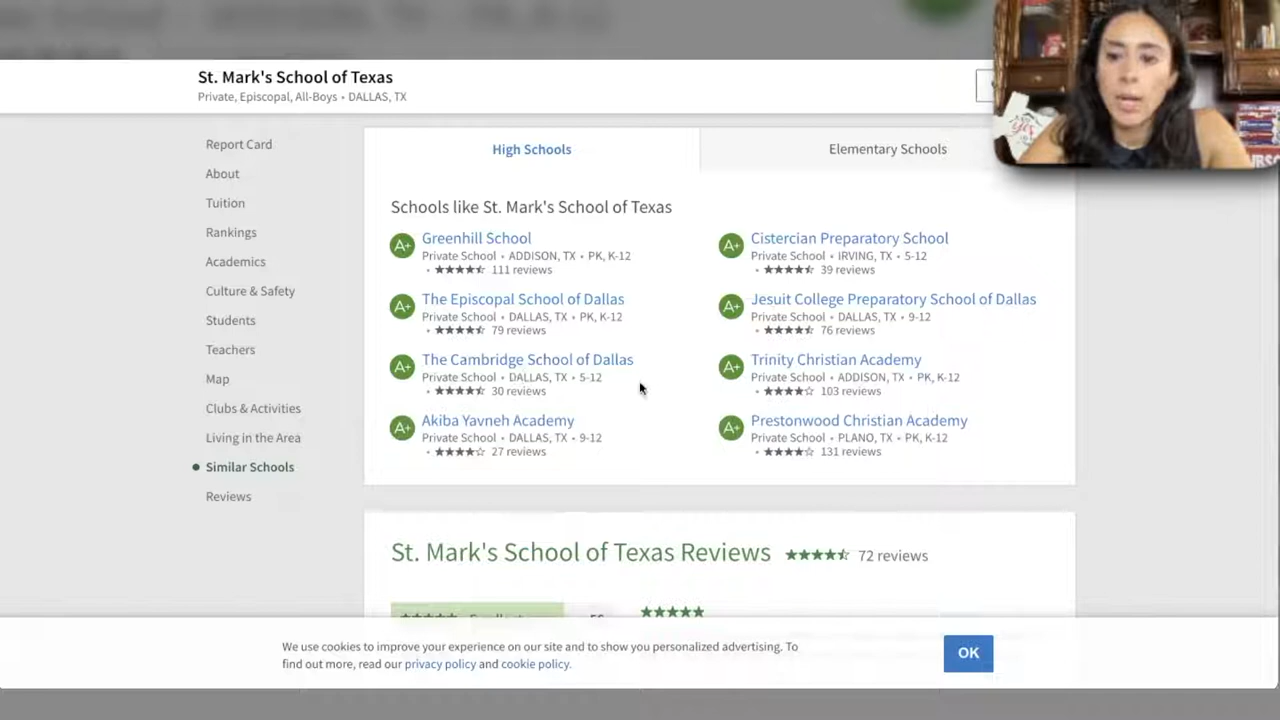 St. Mark's School of Texas
Private, Episcopal, All-Boys • DALLAS, TX
Report Card
About
Tuition
Rankings
Academics
Culture & Safety
Students
Teachers
Map
Clubs & Activities
Living in the Area
Similar Schools
Reviews
High Schools
Elementary Schools
Schools like St. Mark's School of Texas
A+ Greenhill School
Private School • ADDISON, TX • PK, K-12
• ★★★★⯪ 111 reviews
A+ Cistercian Preparatory School
Private School • IRVING, TX • 5-12
• ★★★★⯪ 39 reviews
A+ The Episcopal School of Dallas
Private School • DALLAS, TX • PK, K-12
• ★★★★⯪ 79 reviews
A+ Jesuit College Preparatory School of Dallas
Private School • DALLAS, TX • 9-12
• ★★★★⯪ 76 reviews
A+ The Cambridge School of Dallas
Private School • DALLAS, TX • 5-12
• ★★★★⯪ 30 reviews
A+ Trinity Christian Academy
Private School • ADDISON, TX • PK, K-12
• ★★★★☆ 103 reviews
A+ Akiba Yavneh Academy
Private School • DALLAS, TX • 9-12
• ★★★★☆ 27 reviews
A+ Prestonwood Christian Academy
Private School • PLANO, TX • PK, K-12
• ★★★★☆ 131 reviews
St. Mark's School of Texas Reviews ★★★★⯪ 72 reviews
We use cookies to improve your experience on our site and to show you personalized advertising. To
find out more, read our privacy policy and cookie policy.
OK